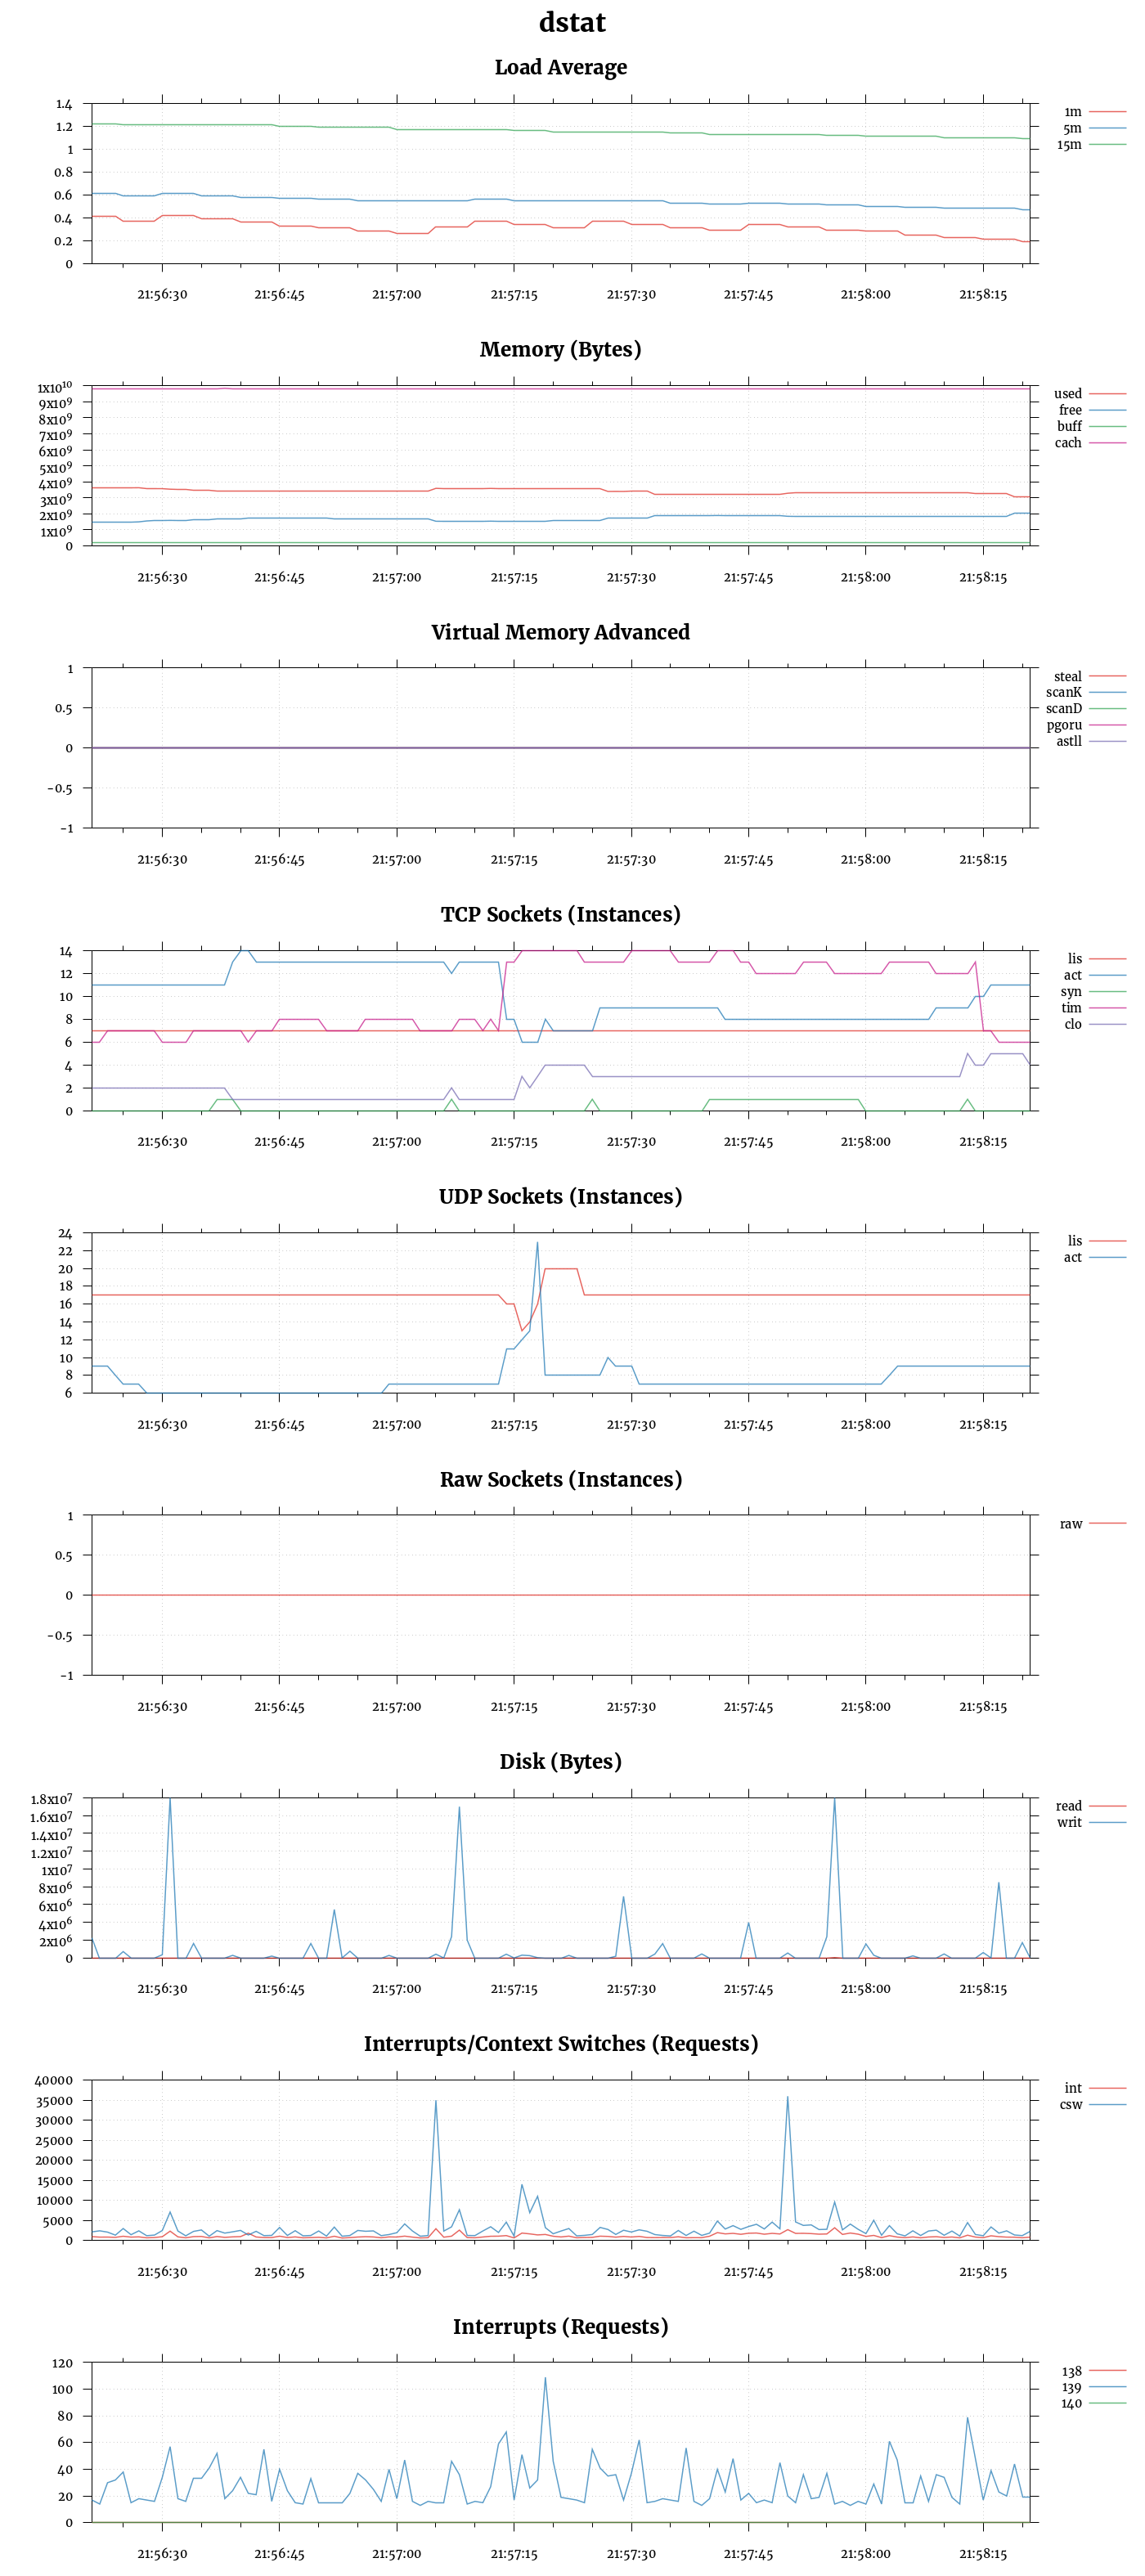 dstat
Load Average
1.4
1.2
1
0.8
0.6
0.4
0.2
0
21:56:30 21:56:45 21:57:00 21:57:15 21:57:30 21:57:45 21:58:00 21:58:15
1m
5m
15m
Memory (Bytes)
1x10¹⁰
9x10⁹
8x10⁹
7x10⁹
6x10⁹
5x10⁹
4x10⁹
3x10⁹
2x10⁹
1x10⁹
0
21:56:30 21:56:45 21:57:00 21:57:15 21:57:30 21:57:45 21:58:00 21:58:15
used
free
buff
cach
Virtual Memory Advanced
1
0.5
0
-0.5
-1
21:56:30 21:56:45 21:57:00 21:57:15 21:57:30 21:57:45 21:58:00 21:58:15
steal
scanK
scanD
pgoru
astll
TCP Sockets (Instances)
14
12
10
8
6
4
2
0
21:56:30 21:56:45 21:57:00 21:57:15 21:57:30 21:57:45 21:58:00 21:58:15
lis
act
syn
tim
clo
UDP Sockets (Instances)
24
22
20
18
16
14
12
10
8
6
21:56:30 21:56:45 21:57:00 21:57:15 21:57:30 21:57:45 21:58:00 21:58:15
lis
act
Raw Sockets (Instances)
1
0.5
0
-0.5
-1
21:56:30 21:56:45 21:57:00 21:57:15 21:57:30 21:57:45 21:58:00 21:58:15
raw
Disk (Bytes)
1.8x10⁷
1.6x10⁷
1.4x10⁷
1.2x10⁷
1x10⁷
8x10⁶
6x10⁶
4x10⁶
2x10⁶
0
21:56:30 21:56:45 21:57:00 21:57:15 21:57:30 21:57:45 21:58:00 21:58:15
read
writ
Interrupts/Context Switches (Requests)
40000
35000
30000
25000
20000
15000
10000
5000
0
21:56:30 21:56:45 21:57:00 21:57:15 21:57:30 21:57:45 21:58:00 21:58:15
int
csw
Interrupts (Requests)
120
100
80
60
40
20
0
21:56:30 21:56:45 21:57:00 21:57:15 21:57:30 21:57:45 21:58:00 21:58:15
138
139
140